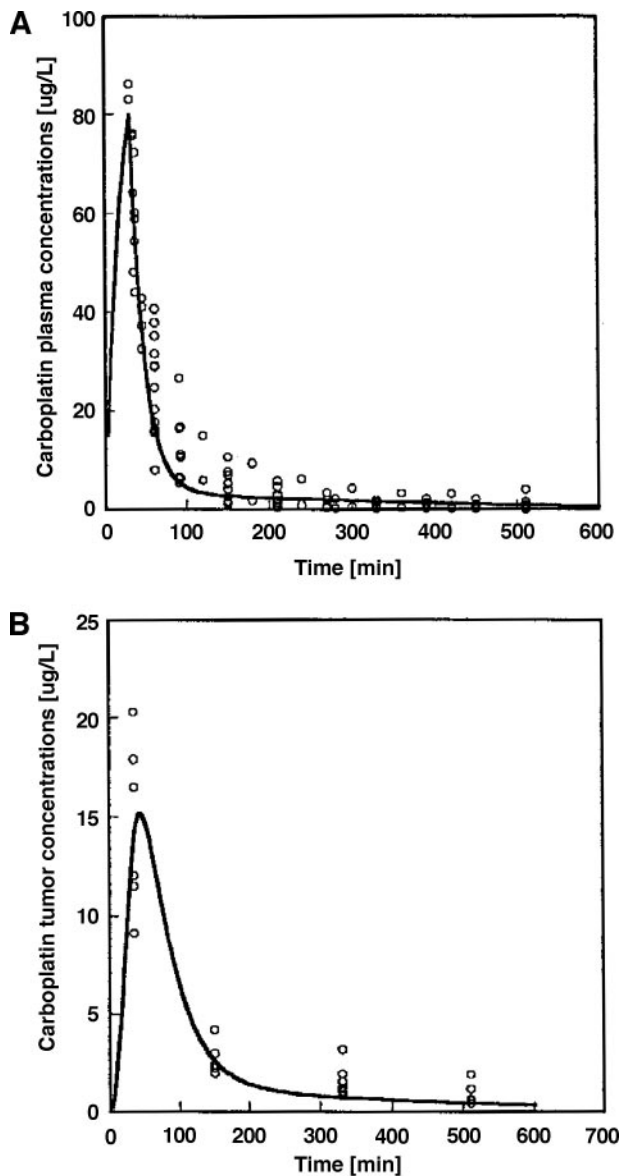 A
Carboplatin plasma concentrations [ug/L]
100
80
60
40
20
0
0 100 200 300 400 500 600
Time [min]
B
Carboplatin tumor concentrations [ug/L]
25
20
15
10
5
0
0 100 200 300 400 500 600 700
Time [min]